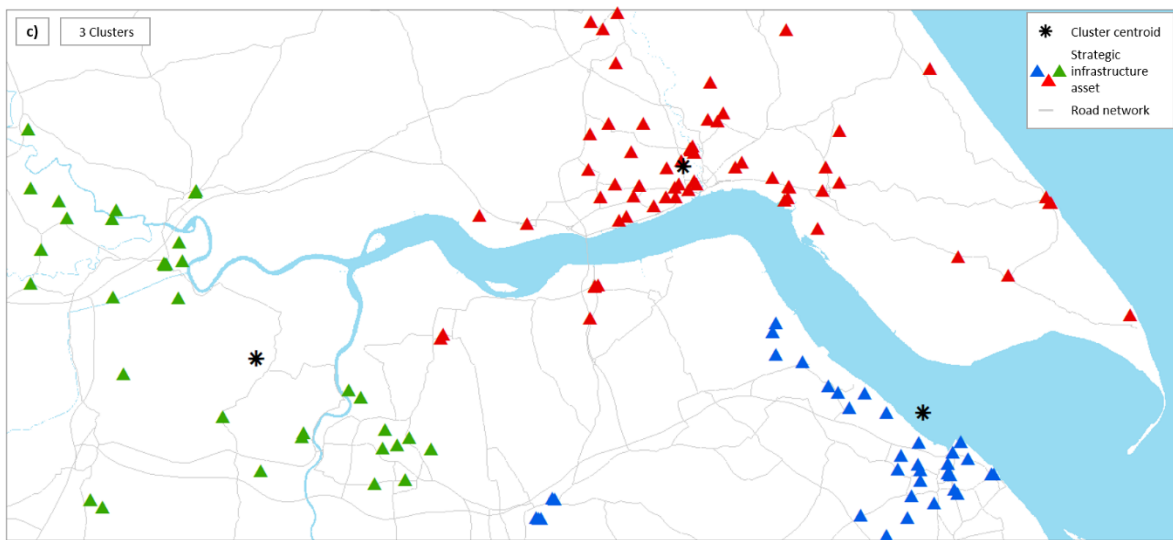 c)
3 Clusters
Cluster centroid
Strategic
infrastructure
asset
Road network